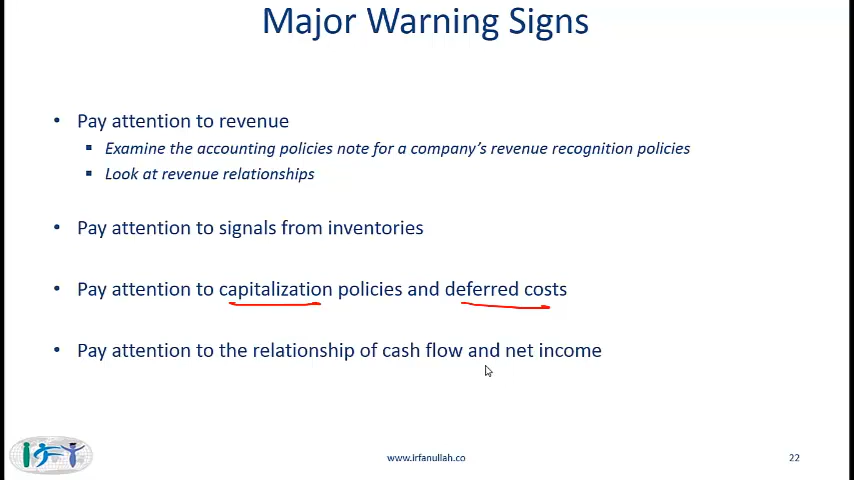 Major Warning Signs
• Pay attention to revenue
▪ Examine the accounting policies note for a company's revenue recognition policies
▪ Look at revenue relationships
• Pay attention to signals from inventories
• Pay attention to capitalization policies and deferred costs
• Pay attention to the relationship of cash flow and net income
IFT
www.irfanullah.co
22